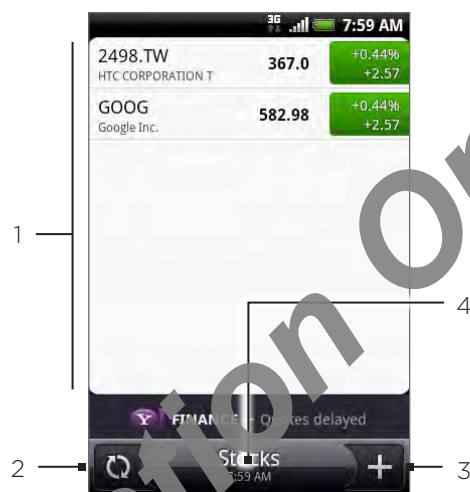 3G 7:59 AM
2498.TW 367.0 +0.44%
HTC CORPORATION T +2.57
GOOG 582.98 +0.44%
Google Inc. +2.57
1
4
Y! FINANCE - Quotes delayed
2 Stocks 3
7:59 AM